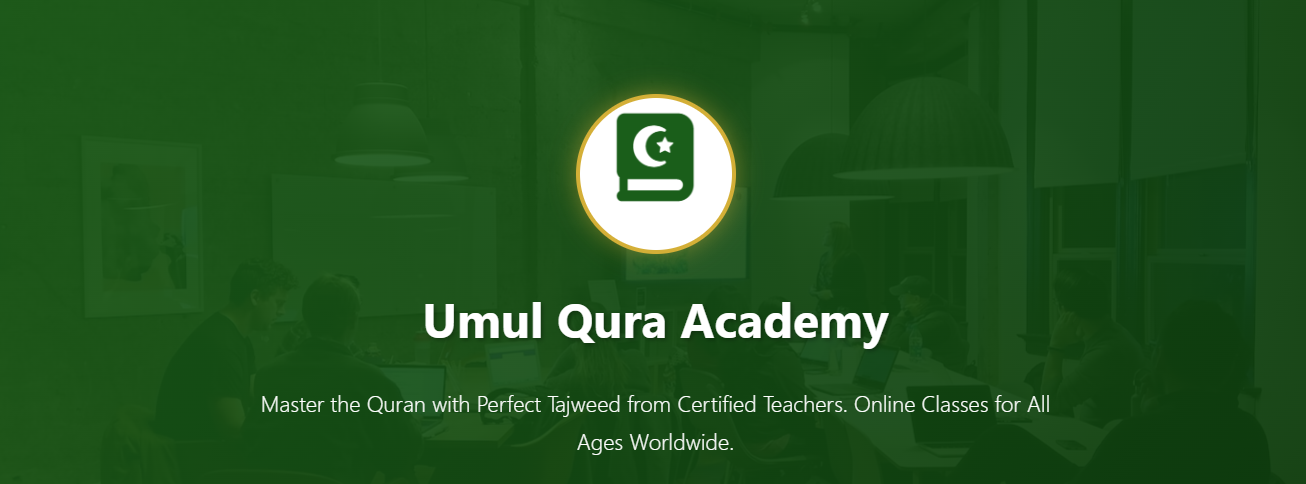 Umul Qura Academy
Master the Quran with Perfect Tajweed from Certified Teachers. Online Classes for All
Ages Worldwide.